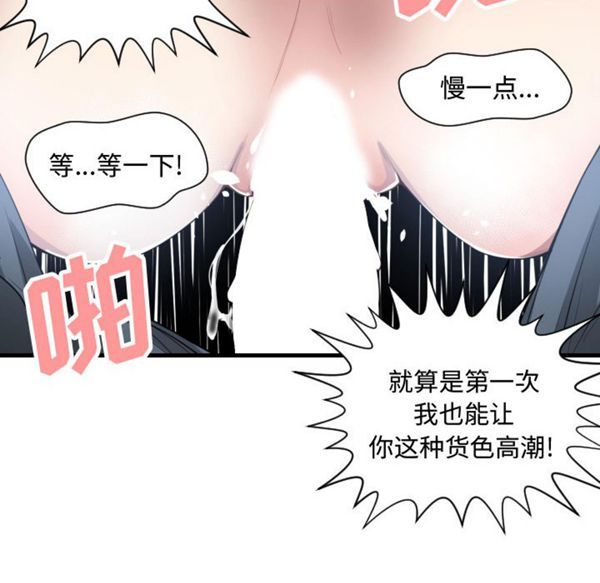 啪
慢一点...
等...等一下!
啪
就算是第一次
我也能让
你这种货色高潮!